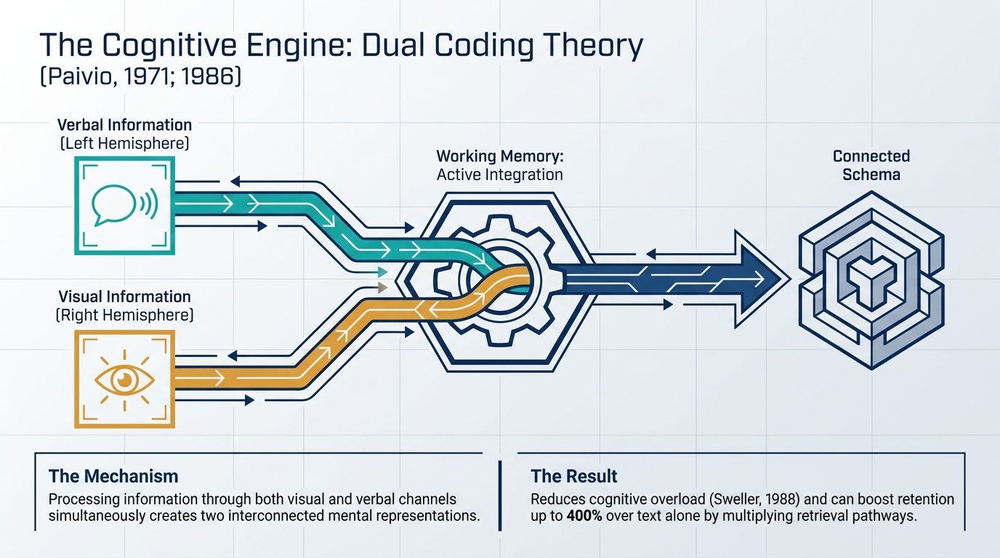 The Cognitive Engine: Dual Coding Theory
(Paivio, 1971; 1986)
Verbal Information
(Left Hemisphere)
Visual Information
(Right Hemisphere)
Working Memory:
Active Integration
Connected
Schema
The Mechanism
Processing information through both visual and verbal channels
simultaneously creates two interconnected mental representations.
The Result
Reduces cognitive overload (Sweller, 1988) and can boost retention
up to 400% over text alone by multiplying retrieval pathways.